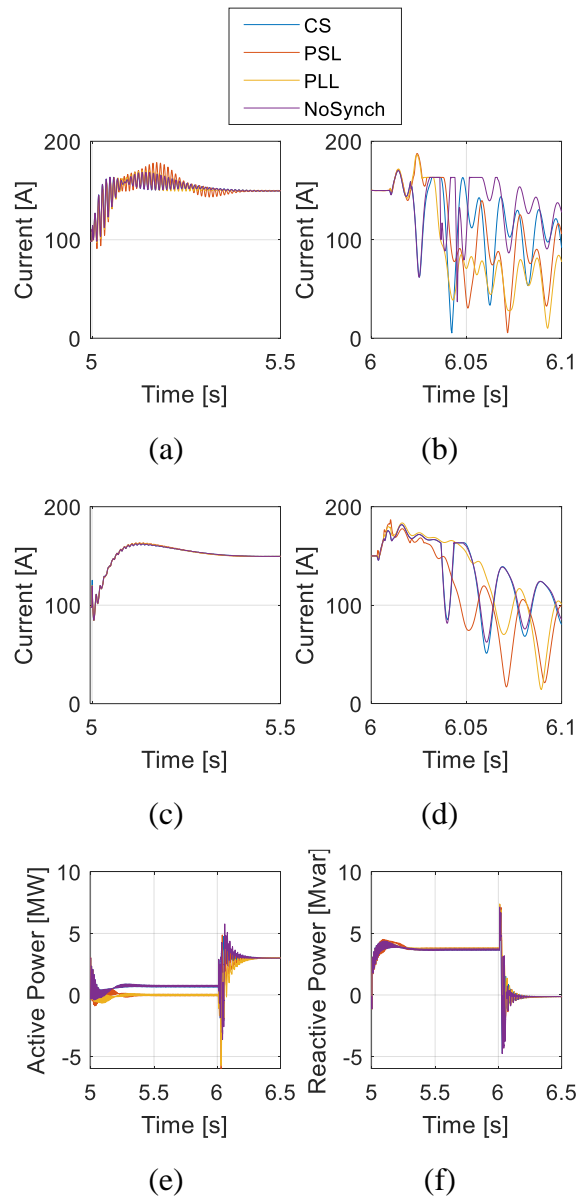 CS
PSL
PLL
NoSynch
200
100
0
Current [A]
5
5.5
Time [s]
(a)
200
100
0
Current [A]
6
6.05
6.1
Time [s]
(b)
200
100
0
Current [A]
5
5.5
Time [s]
(c)
200
100
0
Current [A]
6
6.05
6.1
Time [s]
(d)
10
5
0
-5
Active Power [MW]
5
5.5
6
6.5
Time [s]
(e)
10
5
0
-5
Reactive Power [Mvar]
5
5.5
6
6.5
Time [s]
(f)